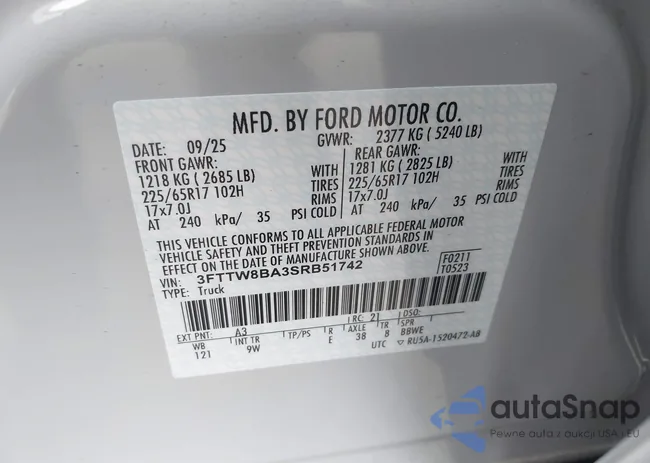 MFD. BY FORD MOTOR CO.
DATE: 09/25 GVWR: 2377 KG ( 5240 LB)
FRONT GAWR: REAR GAWR:
1218 KG ( 2685 LB) WITH 1281 KG ( 2825 LB) WITH
225/65R17 102H TIRES 225/65R17 102H TIRES
17x7.0J RIMS 17x7.0J RIMS
AT 240 kPa/ 35 PSI COLD AT 240 kPa/ 35 PSI COLD
THIS VEHICLE CONFORMS TO ALL APPLICABLE FEDERAL MOTOR
VEHICLE SAFETY AND THEFT PREVENTION STANDARDS IN
EFFECT ON THE DATE OF MANUFACTURE SHOWN ABOVE.
VIN: 3FTTW8BA3SRB51742 F0211
TYPE: Truck T0523
EXT PNT: A3 RC: 21 DSO:
WB INT TR TP/PS R AXLE TR SPR
121 9W E 38 8 BBWE
UTC RU5A-1520472-AB
autaSnap
Pewne auta z aukcji USA i EU